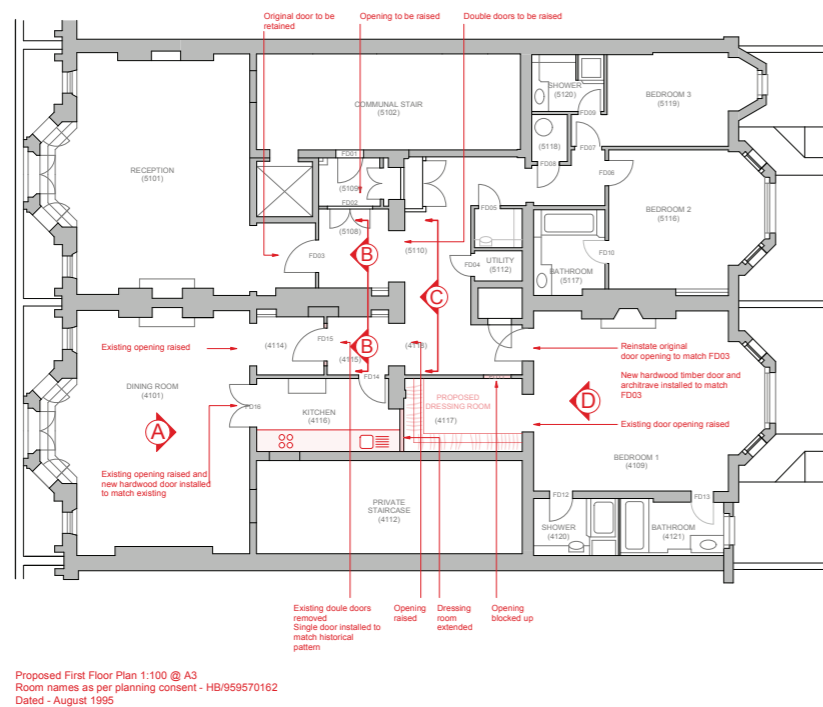 Original door to be
retained
Opening to be raised
Double doors to be raised
SHOWER
(5120)
BEDROOM 3
(5119)
COMMUNAL STAIR
(5102)
FD09
(5118)
FD07
FD01
FD08
FD06
RECEPTION
(5101)
(5109)
FD02
FD05
BEDROOM 2
(5116)
(5108)
(5110)
B
FD03
FD04
UTILITY
(5112)
FD10
BATHROOM
(5117)
C
Existing opening raised
(4114)
FD15
B
(4115)
(4118)
FD14
Reinstate original
door opening to match FD03
New hardwood timber door and
architrave installed to match
FD03
DINING ROOM
(4101)
FD16
KITCHEN
(4116)
PROPOSED
DRESSING ROOM
(4117)
D
A
Existing door opening raised
BEDROOM 1
(4109)
Existing opening raised and
new hardwood door installed
to match existing
PRIVATE
STAIRCASE
(4112)
FD12
FD13
SHOWER
(4120)
BATHROOM
(4121)
Existing doule doors
removed
Single door installed to
match historical
pattern
Opening
raised
Dressing
room
extended
Opening
blocked up
Proposed First Floor Plan 1:100 @ A3
Room names as per planning consent - HB/959570162
Dated - August 1995